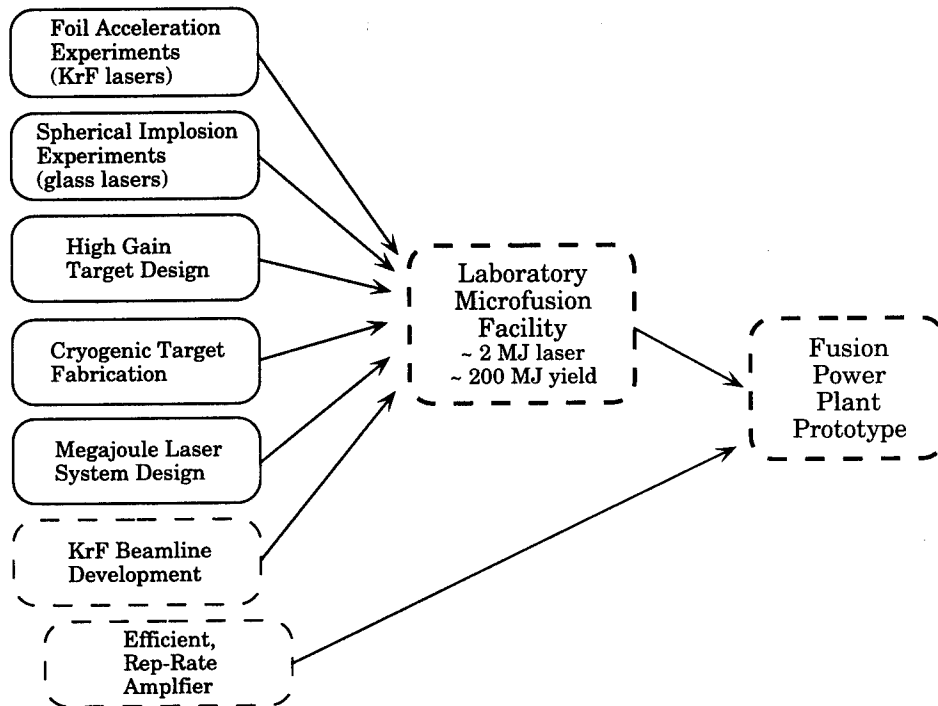 Foil Acceleration
Experiments
(KrF lasers)
Spherical Implosion
Experiments
(glass lasers)
High Gain
Target Design
Cryogenic Target
Fabrication
Megajoule Laser
System Design
KrF Beamline
Development
Efficient,
Rep-Rate
Amplfier
Laboratory
Microfusion
Facility
~ 2 MJ laser
~ 200 MJ yield
Fusion
Power
Plant
Prototype